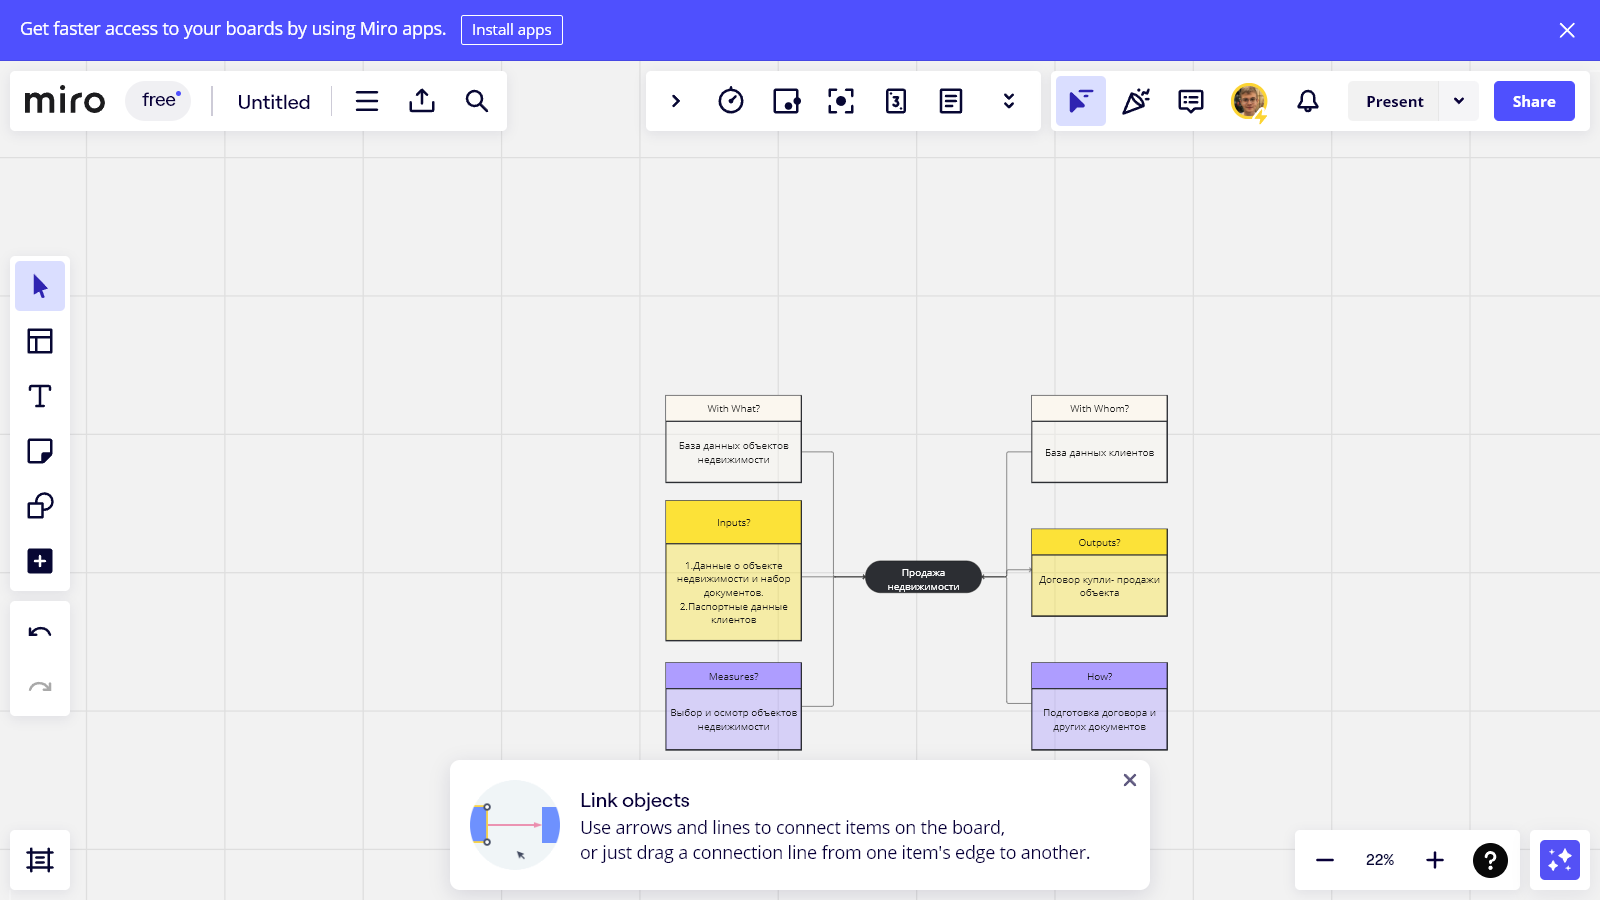 Get faster access to your boards by using Miro apps. Install apps
miro free Untitled
3
Present Share
With What?
База данных объектов
недвижимости
With Whom?
База данных клиентов
Inputs?
1.Данные о объекте
недвижимости и набор
документов.
2.Паспортные данные
клиентов
Продажа
недвижимости
Outputs?
Договор купли- продажи
объекта
Measures?
Выбор и осмотр объектов
недвижимости
How?
Подготовка договора и
других документов
Link objects
Use arrows and lines to connect items on the board,
or just drag a connection line from one item's edge to another.
22% ?